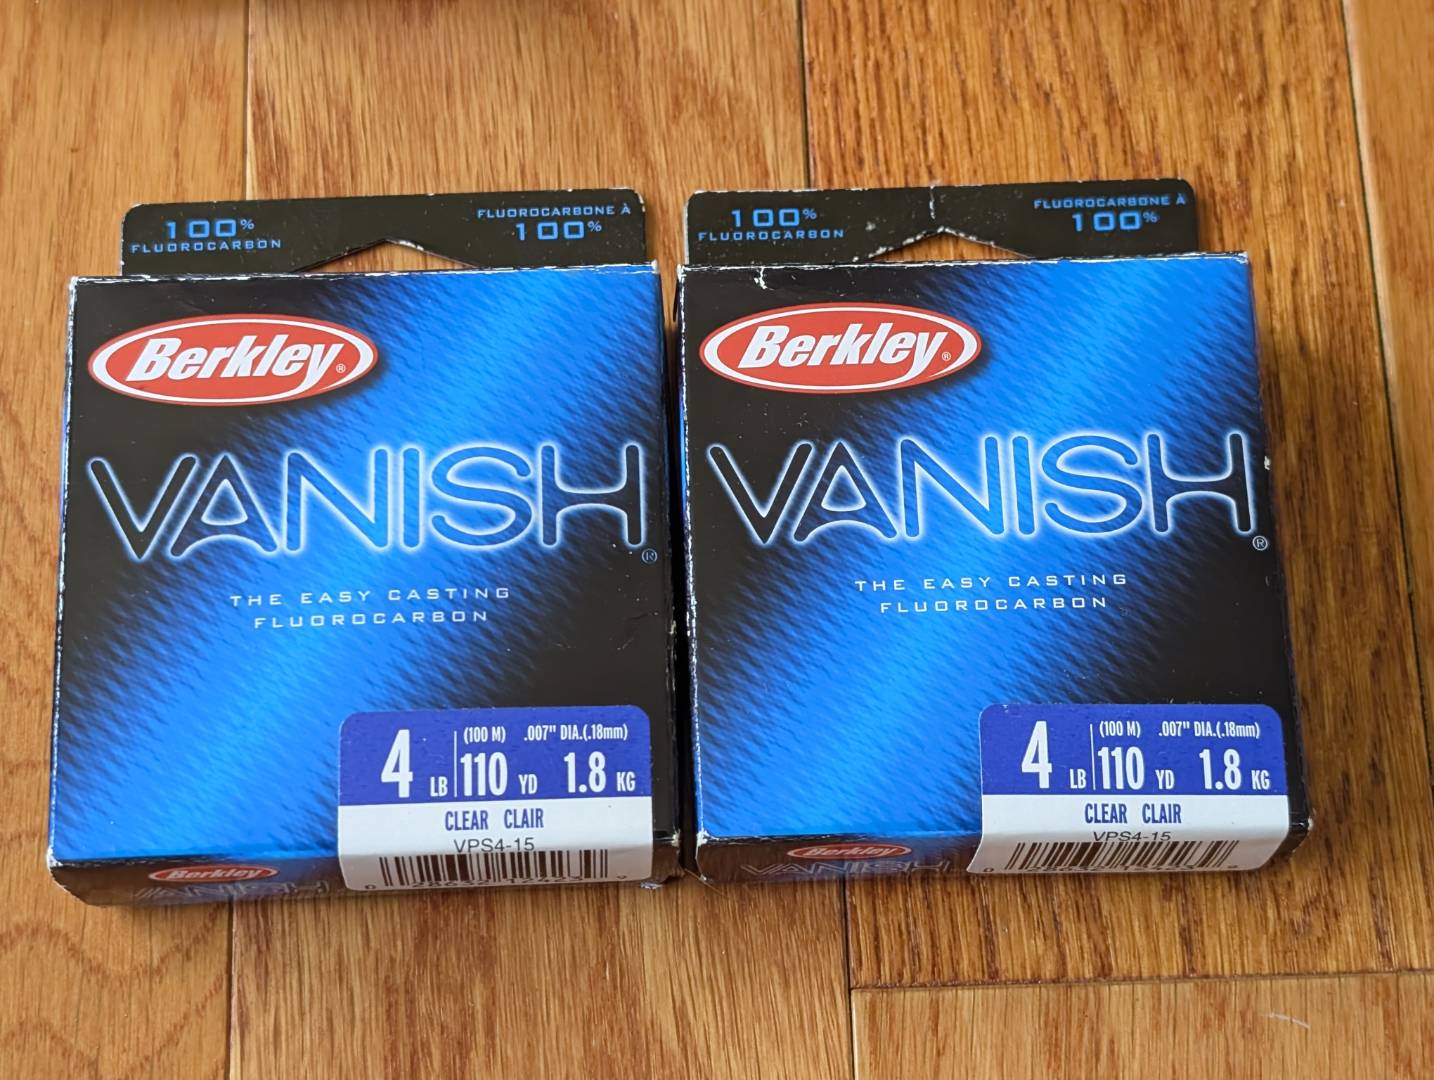 100%
FLUOROCARBON
FLUOROCARBONE À
100%
Berkley®
VANISH®
THE EASY CASTING
FLUOROCARBON
4 LB
(100 M)
110 YD
.007" DIA.(.18mm)
1.8 KG
CLEAR CLAIR
VPS4-15
Berkley
VANISH
100%
FLUOROCARBON
FLUOROCARBONE À
100%
Berkley®
VANISH®
THE EASY CASTING
FLUOROCARBON
4 LB
(100 M)
110 YD
.007" DIA.(.18mm)
1.8 KG
CLEAR CLAIR
VPS4-15
Berkley
VANISH